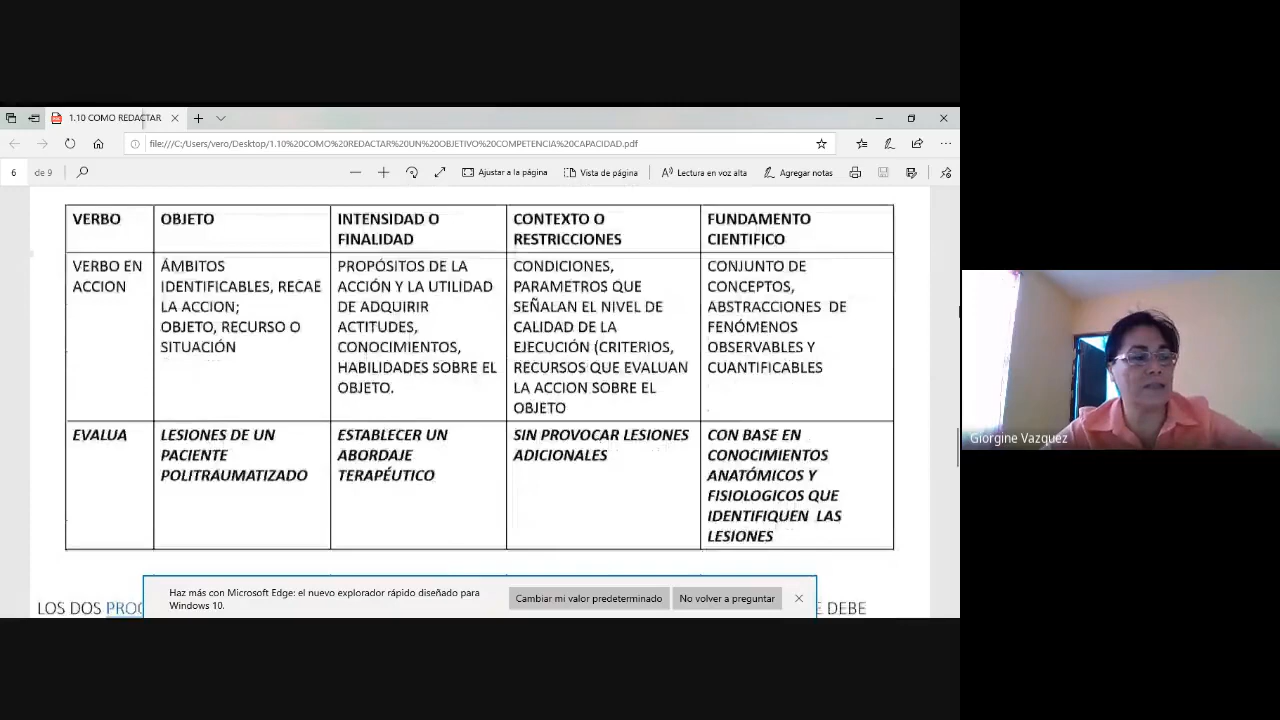 1.10 COMO REDACTAR
file:///C:/Users/vero/Desktop/1.10%20COMO%20REDACTAR%20UN%20OBJETIVO%20COMPETENCIA%20CAPACIDAD.pdf
6 de 9
Ajustar a la página
Vista de página
Lectura en voz alta
Agregar notas
VERBO
OBJETO
INTENSIDAD O
FINALIDAD
CONTEXTO O
RESTRICCIONES
FUNDAMENTO
CIENTIFICO
VERBO EN
ACCION
ÁMBITOS
IDENTIFICABLES, RECAE
LA ACCION;
OBJETO, RECURSO O
SITUACIÓN
PROPÓSITOS DE LA
ACCIÓN Y LA UTILIDAD
DE ADQUIRIR
ACTITUDES,
CONOCIMIENTOS,
HABILIDADES SOBRE EL
OBJETO.
CONDICIONES,
PARAMETROS QUE
SEÑALAN EL NIVEL DE
CALIDAD DE LA
EJECUCIÓN (CRITERIOS,
RECURSOS QUE EVALUAN
LA ACCION SOBRE EL
OBJETO
CONJUNTO DE
CONCEPTOS,
ABSTRACCIONES DE
FENÓMENOS
OBSERVABLES Y
CUANTIFICABLES
EVALUA
LESIONES DE UN
PACIENTE
POLITRAUMATIZADO
ESTABLECER UN
ABORDAJE
TERAPÉUTICO
SIN PROVOCAR LESIONES
ADICIONALES
CON BASE EN
CONOCIMIENTOS
ANATÓMICOS Y
FISIOLOGICOS QUE
IDENTIFIQUEN LAS
LESIONES
Giorgine Vazquez
Haz más con Microsoft Edge: el nuevo explorador rápido diseñado para
Windows 10.
Cambiar mi valor predeterminado
No volver a preguntar
LOS DOS
DEBE